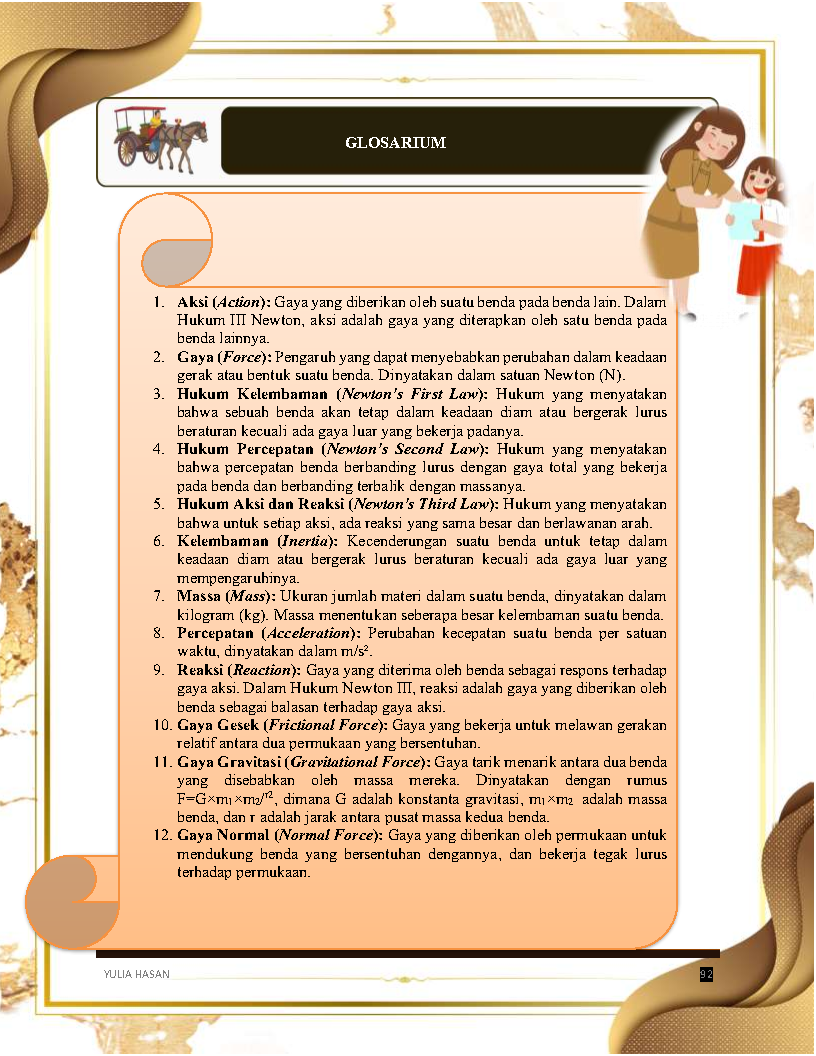 GLOSARIUM
1. Aksi (Action): Gaya yang diberikan oleh suatu benda pada benda lain. Dalam
Hukum III Newton, aksi adalah gaya yang diterapkan oleh satu benda pada
benda lainnya.
2. Gaya (Force): Pengaruh yang dapat menyebabkan perubahan dalam keadaan
gerak atau bentuk suatu benda. Dinyatakan dalam satuan Newton (N).
3. Hukum Kelembaman (Newton's First Law): Hukum yang menyatakan
bahwa sebuah benda akan tetap dalam keadaan diam atau bergerak lurus
beraturan kecuali ada gaya luar yang bekerja padanya.
4. Hukum Percepatan (Newton's Second Law): Hukum yang menyatakan
bahwa percepatan benda berbanding lurus dengan gaya total yang bekerja
pada benda dan berbanding terbalik dengan massanya.
5. Hukum Aksi dan Reaksi (Newton's Third Law): Hukum yang menyatakan
bahwa untuk setiap aksi, ada reaksi yang sama besar dan berlawanan arah.
6. Kelembaman (Inertia): Kecenderungan suatu benda untuk tetap dalam
keadaan diam atau bergerak lurus beraturan kecuali ada gaya luar yang
mempengaruhinya.
7. Massa (Mass): Ukuran jumlah materi dalam suatu benda, dinyatakan dalam
kilogram (kg). Massa menentukan seberapa besar kelembaman suatu benda.
8. Percepatan (Acceleration): Perubahan kecepatan suatu benda per satuan
waktu, dinyatakan dalam m/s².
9. Reaksi (Reaction): Gaya yang diterima oleh benda sebagai respons terhadap
gaya aksi. Dalam Hukum Newton III, reaksi adalah gaya yang diberikan oleh
benda sebagai balasan terhadap gaya aksi.
10. Gaya Gesek (Frictional Force): Gaya yang bekerja untuk melawan gerakan
relatif antara dua permukaan yang bersentuhan.
11. Gaya Gravitasi (Gravitational Force): Gaya tarik menarik antara dua benda
yang disebabkan oleh massa mereka. Dinyatakan dengan rumus
F=G×m₁×m₂/ʳ², dimana G adalah konstanta gravitasi, m₁×m₂ adalah massa
benda, dan r adalah jarak antara pusat massa kedua benda.
12. Gaya Normal (Normal Force): Gaya yang diberikan oleh permukaan untuk
mendukung benda yang bersentuhan dengannya, dan bekerja tegak lurus
terhadap permukaan.
YULIA HASAN 92